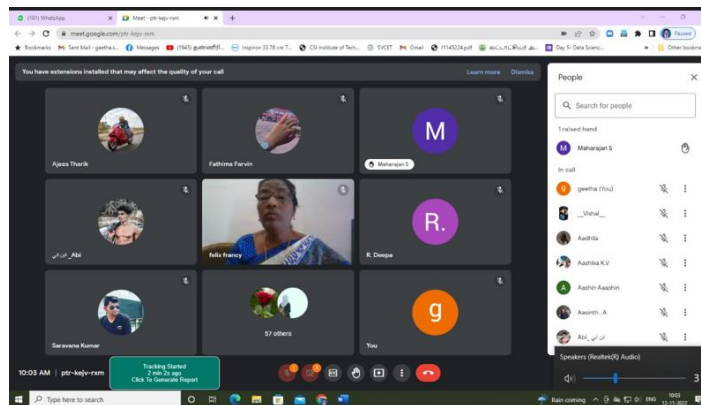 (101) WhatsApp
Meet - ptr-kejv-rxm
meet.google.com/ptr-kejv-rxm
Paused
Bookmarks
Sent Mail - geetha.s...
Messages
Inspiron 33.78 cm T...
CSI Institute of Tech...
SVCET
Gmail
f1145224.pdf
Day 5- Data Scienc...
Other bookma
You have extensions installed that may affect the quality of your call
Learn more
Dismiss
Ajees Tharik
Fathima Farvin
M
Maharajan S
felix francy
R.
R. Deepa
Saravana Kumar
57 others
g
You
10:03 AM | ptr-kejv-rxm
Tracking Started
2 min 2s ago
Click To Generate Report
People
Search for people
1 raised hand
M
Maharajan S
In call
g
geetha (You)
__Vishal__
Aadhila
Aashika K.V
A
Aashin Aaashin
Aasinth . A
Speakers (Realtek(R) Audio)
3
Type here to search
Rain coming
ENG
10:03
12-11-2022